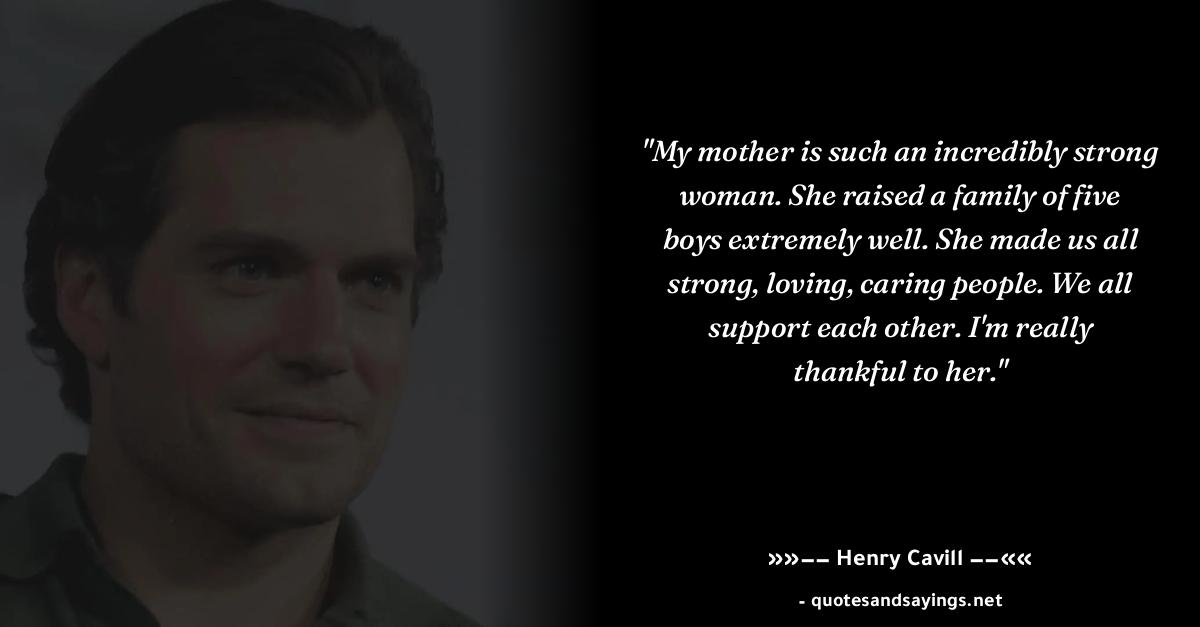 "My mother is such an incredibly strong
woman. She raised a family of five
boys extremely well. She made us all
strong, loving, caring people. We all
support each other. I'm really
thankful to her."
»»−− Henry Cavill −−««
- quotesandsayings.net